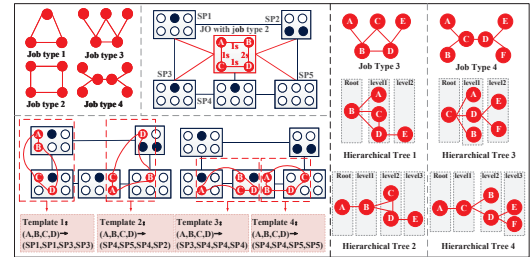 Job type 1
Job type 3
Job type 2
Job type 4
SP1
SP2
JO with job type 2
A
B
1s
1s
2s
1s
C
D
SP3
SP4
SP5
A
B
C
D
D
A
C
B
C
D
A
B
C
A
B
D
Template 1:
(A,B,C,D)→
(SP1,SP1,SP3,SP3)
Template 2:
(A,B,C,D)→
(SP4,SP5,SP4,SP2)
Template 3:
(A,B,C,D)→
(SP3,SP4,SP4,SP4)
Template 4:
(A,B,C,D)→
(SP4,SP4,SP5,SP5)
A
C
E
B
D
Job Type 3
A
E
C
D
B
F
Job Type 4
Root
level1
level2
A
B
C
D
E
Hierarchical Tree 1
Root
level1
level2
A
C
D
B
E
F
Hierarchical Tree 3
Root
level1
level2
level3
A
B
C
D
E
Hierarchical Tree 2
Root
level1
level2
level3
A
C
B
D
E
F
Hierarchical Tree 4